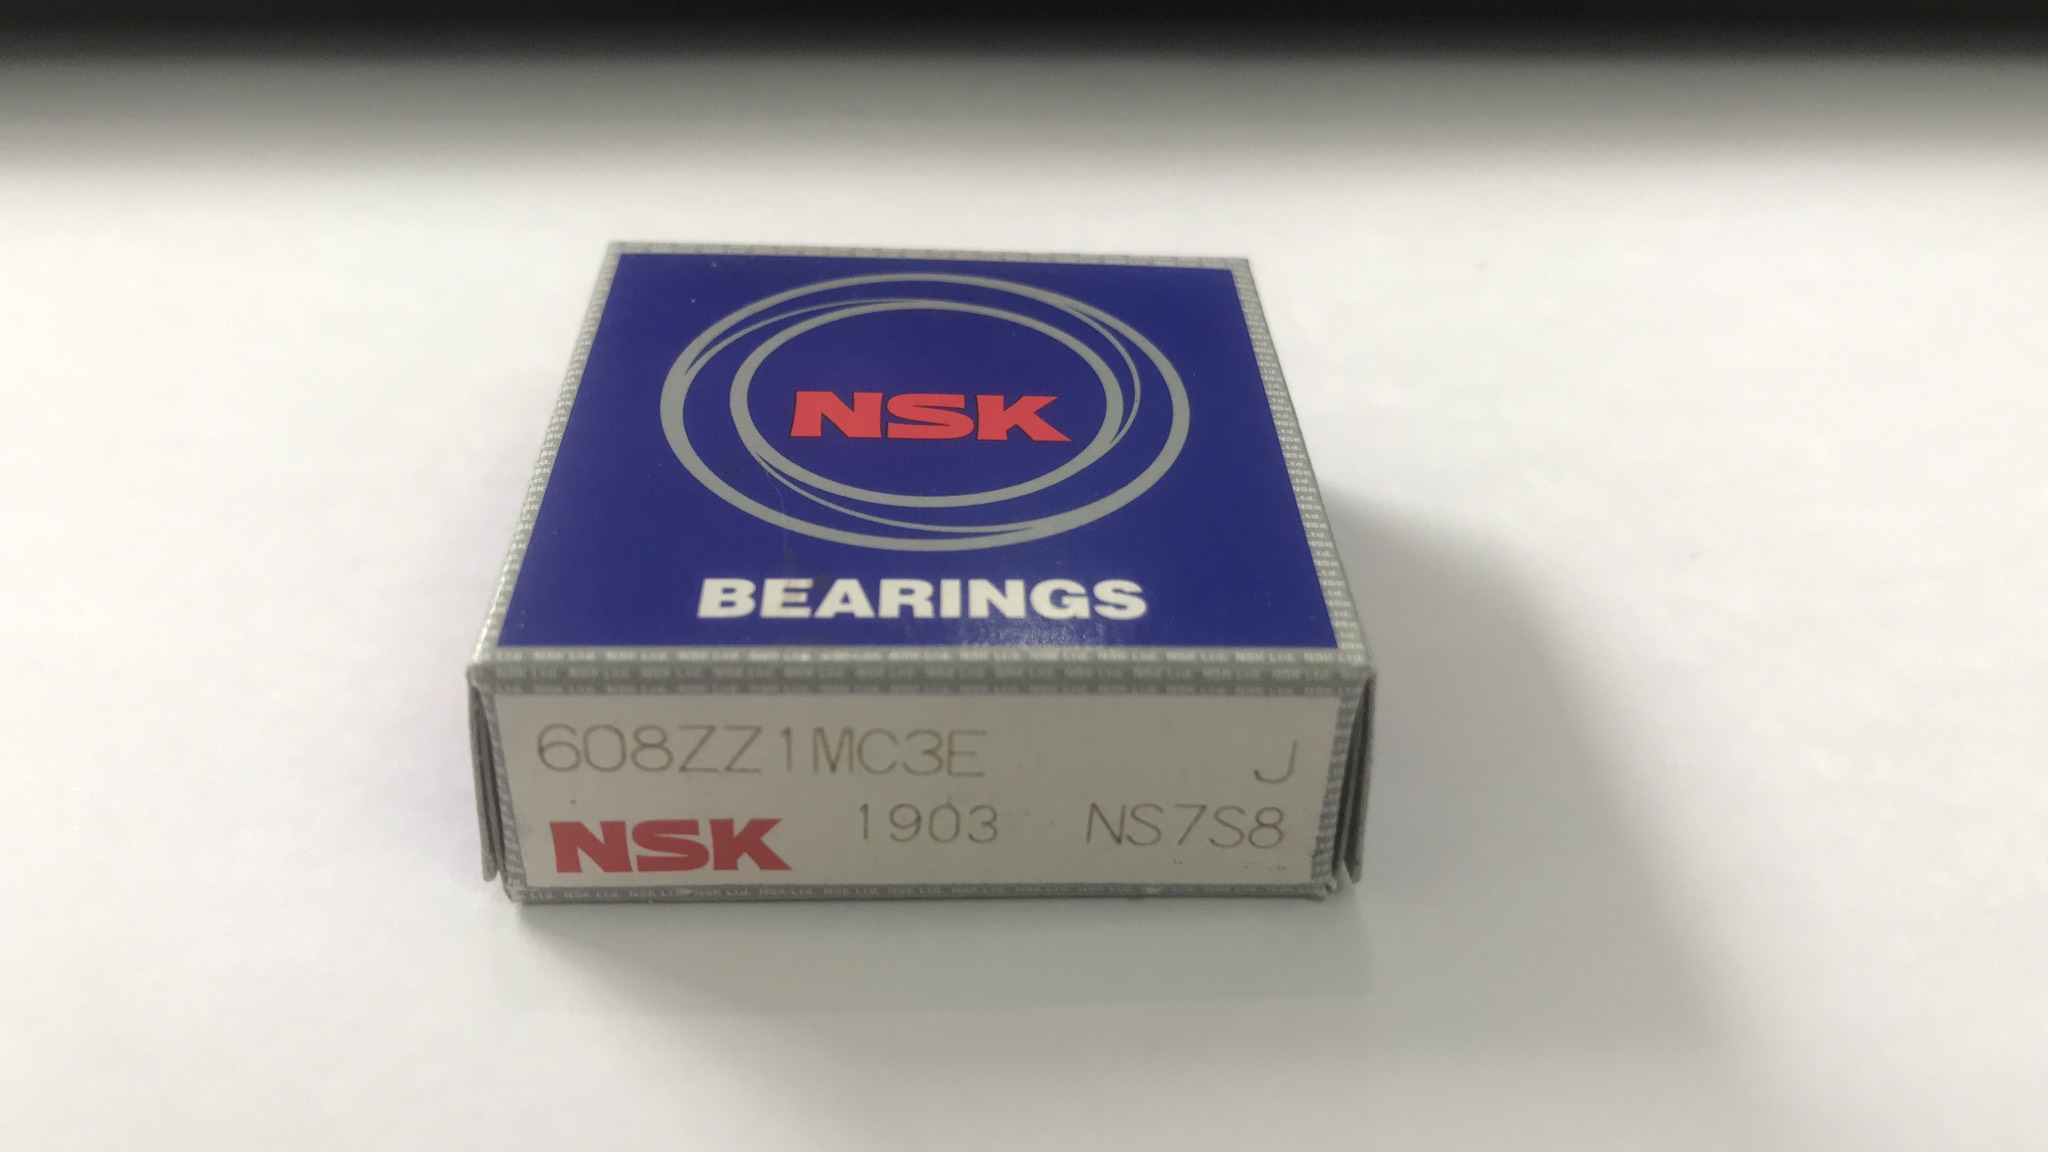 NSK
BEARINGS
608ZZ1MC3E J
NSK 1903 NS7S8